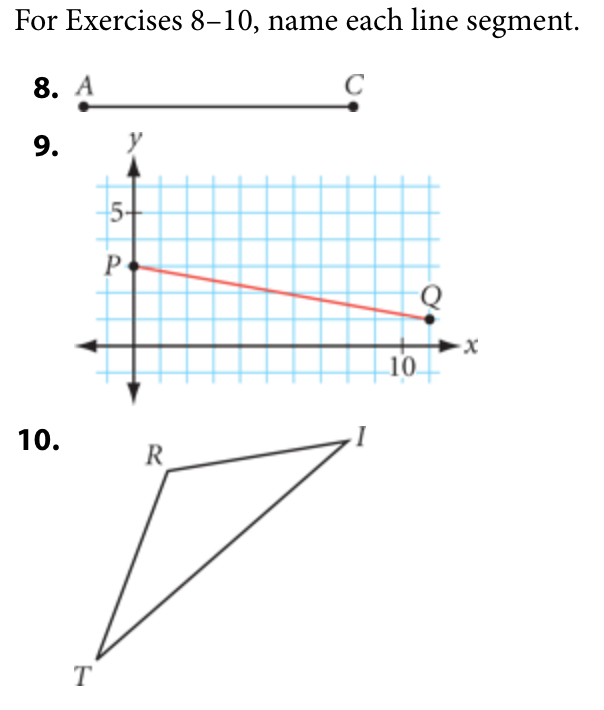 For Exercises 8–10, name each line segment.
8. A C
9. y
5
P
Q
x
10
10. R I
T